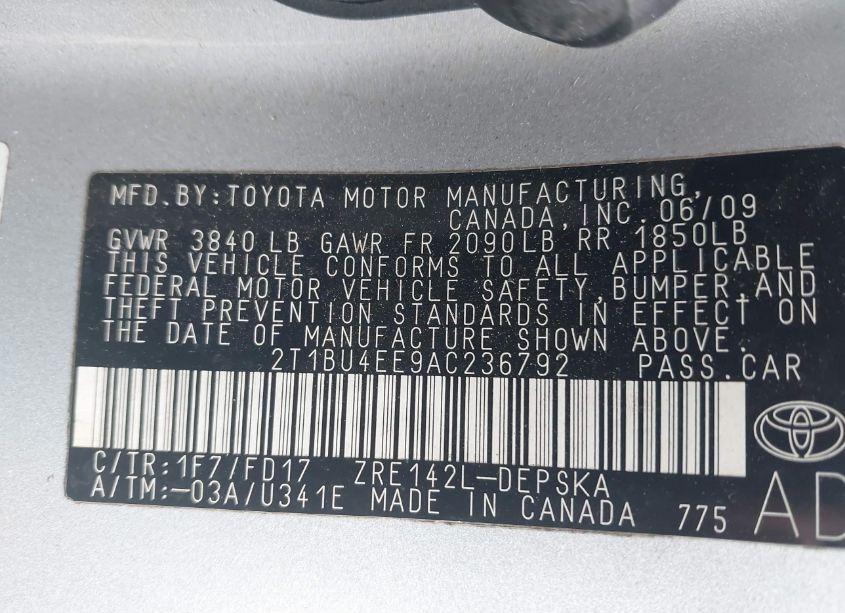 MFD.BY:TOYOTA MOTOR MANUFACTURING,
CANADA,INC. 06/09
GVWR 3840 LB GAWR FR 2090LB RR 1850LB
THIS VEHICLE CONFORMS TO ALL APPLICABLE
FEDERAL MOTOR VEHICLE SAFETY,BUMPER,AND
THEFT PREVENTION STANDARDS IN EFFECT ON
THE DATE OF MANUFACTURE SHOWN ABOVE.
2T1BU4EE9AC236792 PASS.CAR
C/TR:1F7/FD17 ZRE142L-DEPSKA
A/TM:-03A/U341E MADE IN CANADA 775 AD